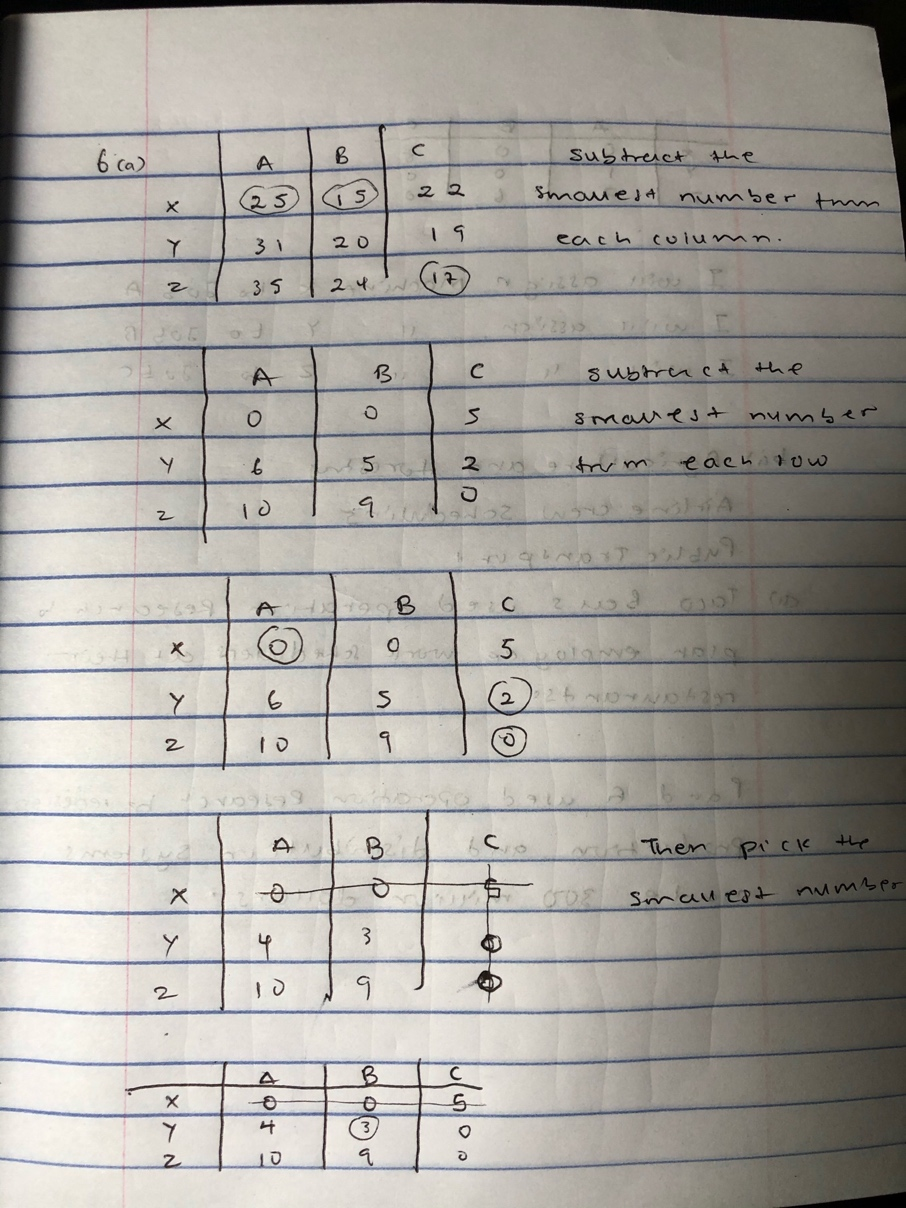 6(a) A B C subtract the
X 25 15 22 smallest number from
Y 31 20 19 each column.
Z 35 24 17
A B C subtract the
X 0 0 5 smallest number
Y 6 5 2 from each row
Z 10 9 0
A B C
X 0 0 5
Y 6 5 2
Z 10 9 0
A B C Then pick the
X 0 0 5 smallest number
Y 4 3 0
Z 10 9 0
A B C
X 0 0 5
Y 4 3 0
Z 10 9 0